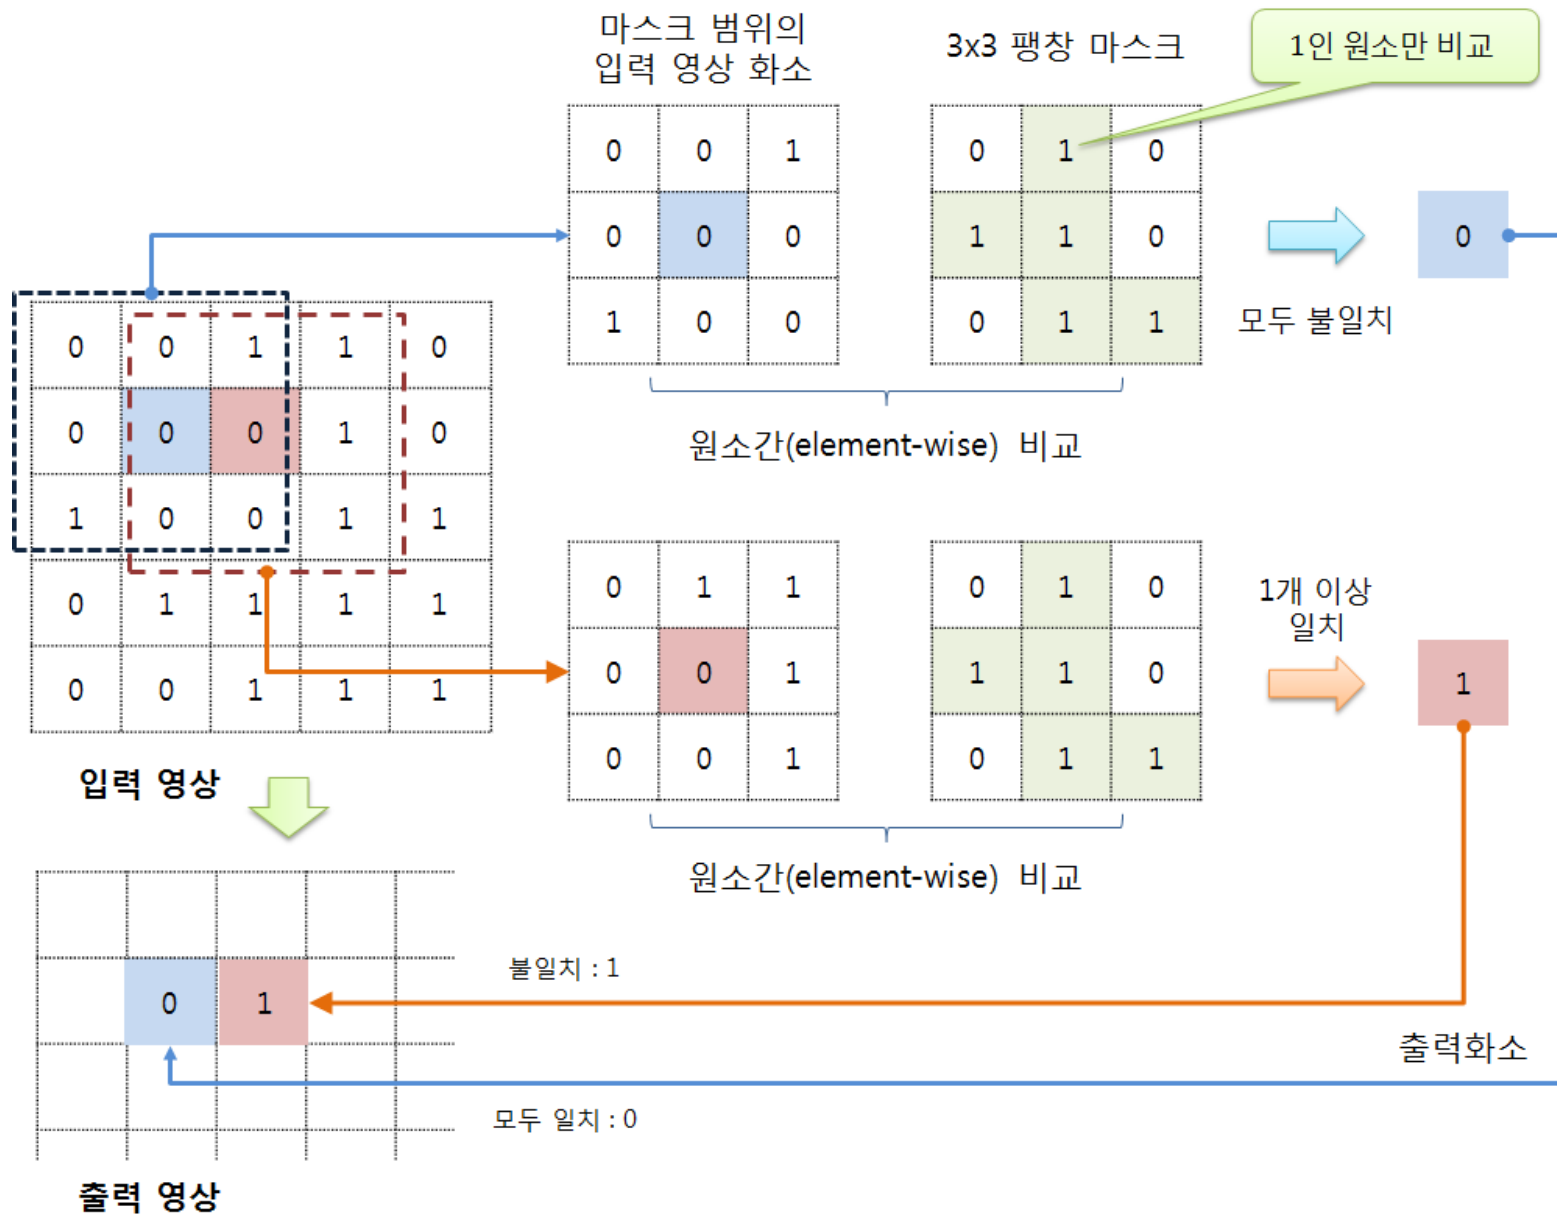 마스크 범위의
입력 영상 화소
3x3 팽창 마스크
1인 원소만 비교
0 0 1
0 0 0
1 0 0
0 1 0
1 1 0
0 1 1
0
모두 불일치
원소간(element-wise) 비교
0 0 1 1 0
0 0 0 1 0
1 0 0 1 1
0 1 1 1 1
0 0 1 1 1
입력 영상
0 1 1
0 0 1
0 0 1
0 1 0
1 1 0
0 1 1
1개 이상
일치
1
원소간(element-wise) 비교
0 1
불일치 : 1
출력화소
모두 일치 : 0
출력 영상